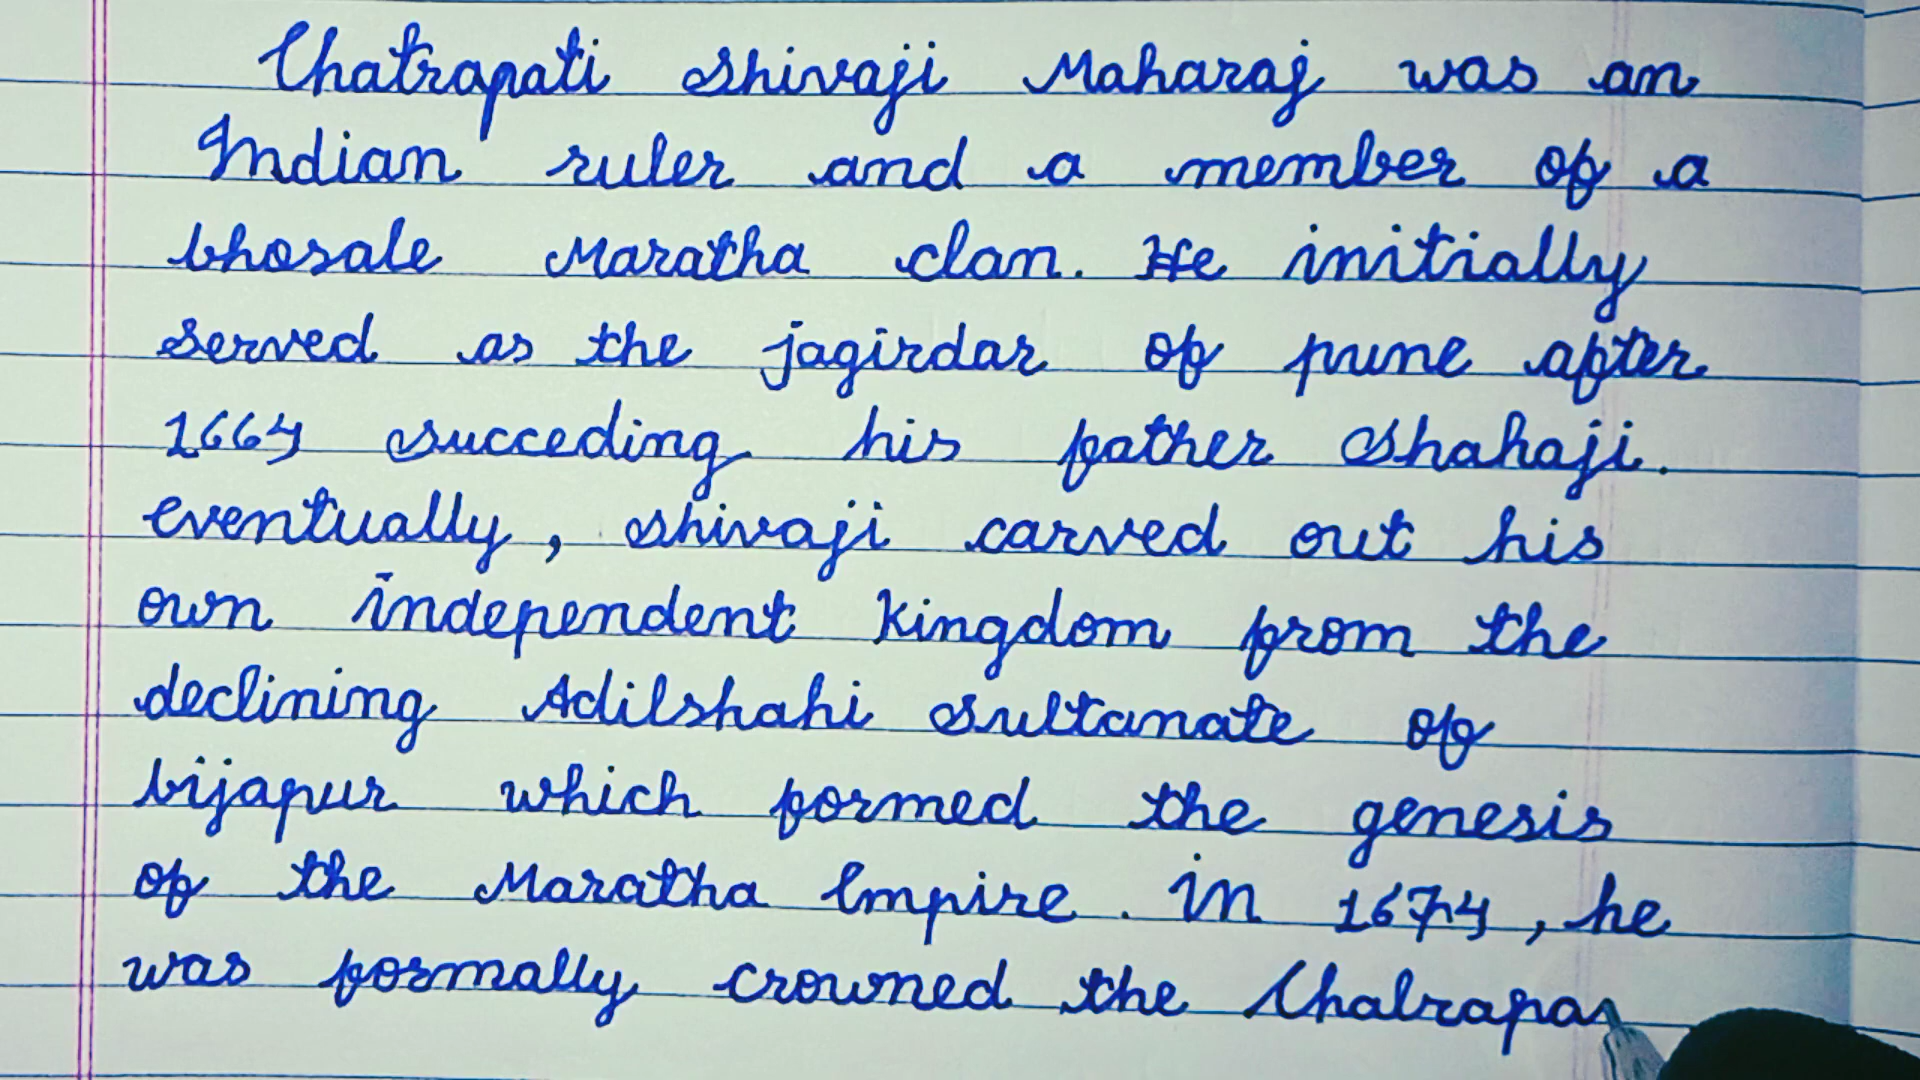 Chatrapati Shivaji Maharaj was an
Indian ruler and a member of a
bhosale Maratha clan. He initially
served as the jagirdar of pune after
1664 succeding his father Shahaji.
eventually, shivaji carved out his
own independent kingdom from the
declining Adilshahi Sultanate of
bijapur which formed the genesis
of the Maratha Empire. in 1674, he
was formally crowned the Chatrapa